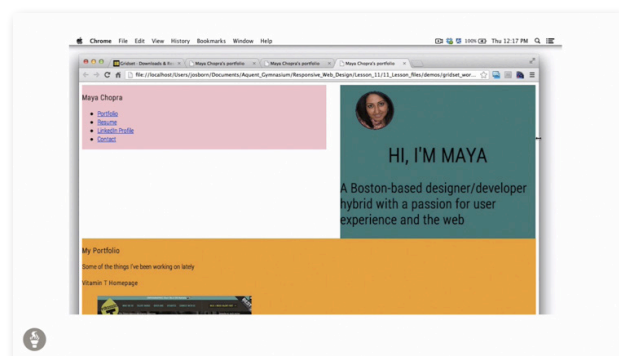 Chrome File Edit View History Bookmarks Window Help
100% Thu 12:17 PM
Maya Chopra's portfolio
Maya Chopra's portfolio
Maya Chopra's portfolio
file://localhost/Users/josborn/Documents/Aquent_Gymnasium/Responsive_Web_Design/Lesson_11/11_Lesson_files/demos/gridset_wor...
Maya Chopra
Portfolio
Resume
LinkedIn Profile
Contact
HI, I'M MAYA
A Boston-based designer/developer
hybrid with a passion for user
experience and the web
My Portfolio
Some of the things I've been working on lately
Vitamin T Homepage